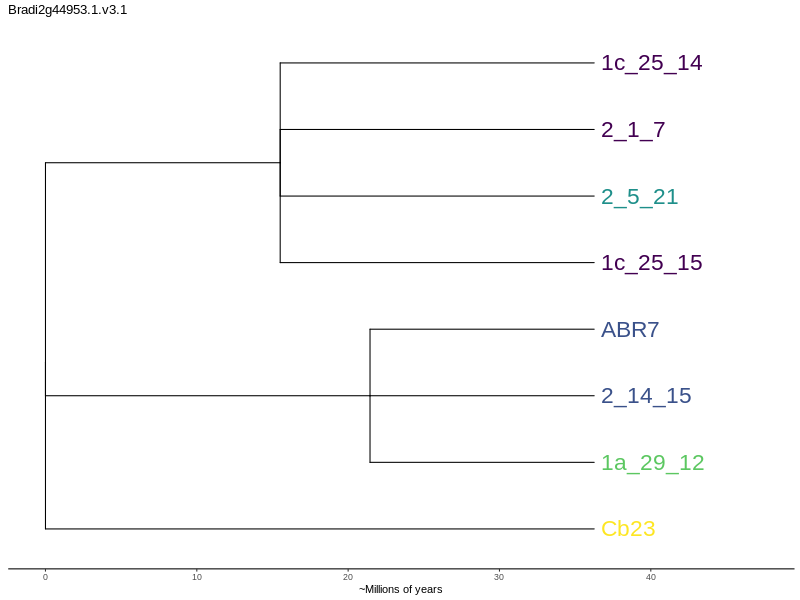 Bradi2g44953.1.v3.1
1c_25_14
2_1_7
2_5_21
1c_25_15
ABR7
2_14_15
1a_29_12
Cb23
0 10 20 30 40
~Millions of years